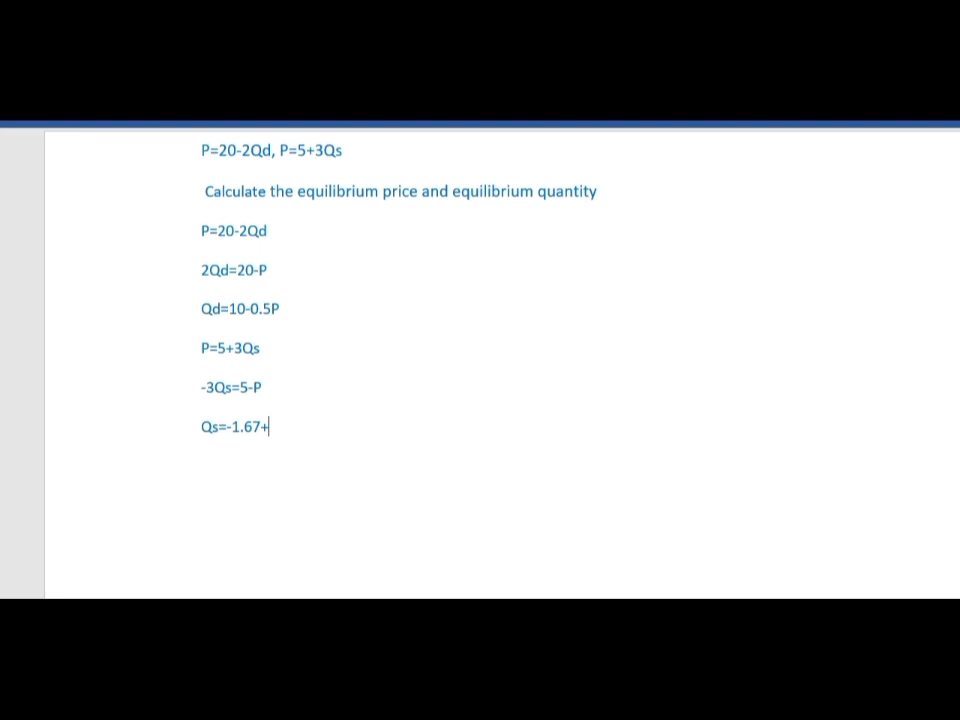 P=20-2Qd, P=5+3Qs
Calculate the equilibrium price and equilibrium quantity
P=20-2Qd
2Qd=20-P
Qd=10-0.5P
P=5+3Qs
-3Qs=5-P
Qs=-1.67+